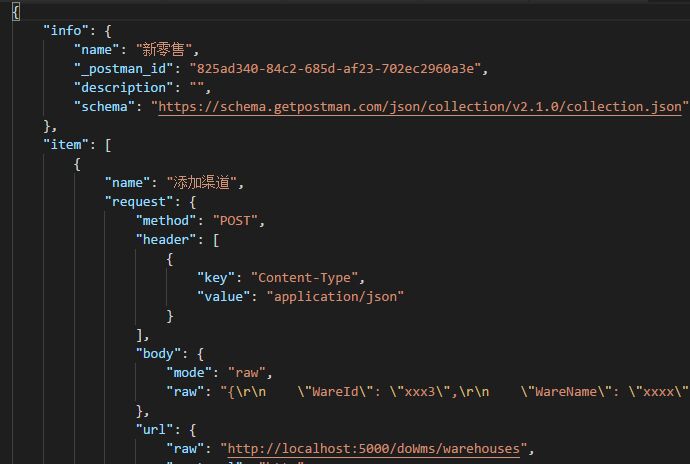 {
"info": {
"name": "新零售",
"_postman_id": "825ad340-84c2-685d-af23-702ec2960a3e",
"description": "",
"schema": "https://schema.getpostman.com/json/collection/v2.1.0/collection.json"
},
"item": [
{
"name": "添加渠道",
"request": {
"method": "POST",
"header": [
{
"key": "Content-Type",
"value": "application/json"
}
],
"body": {
"mode": "raw",
"raw": "{\r\n    \"WareId\": \"xxx3\",\r\n    \"WareName\": \"xxxx\"
},
"url": {
"raw": "http://localhost:5000/doWms/warehouses",